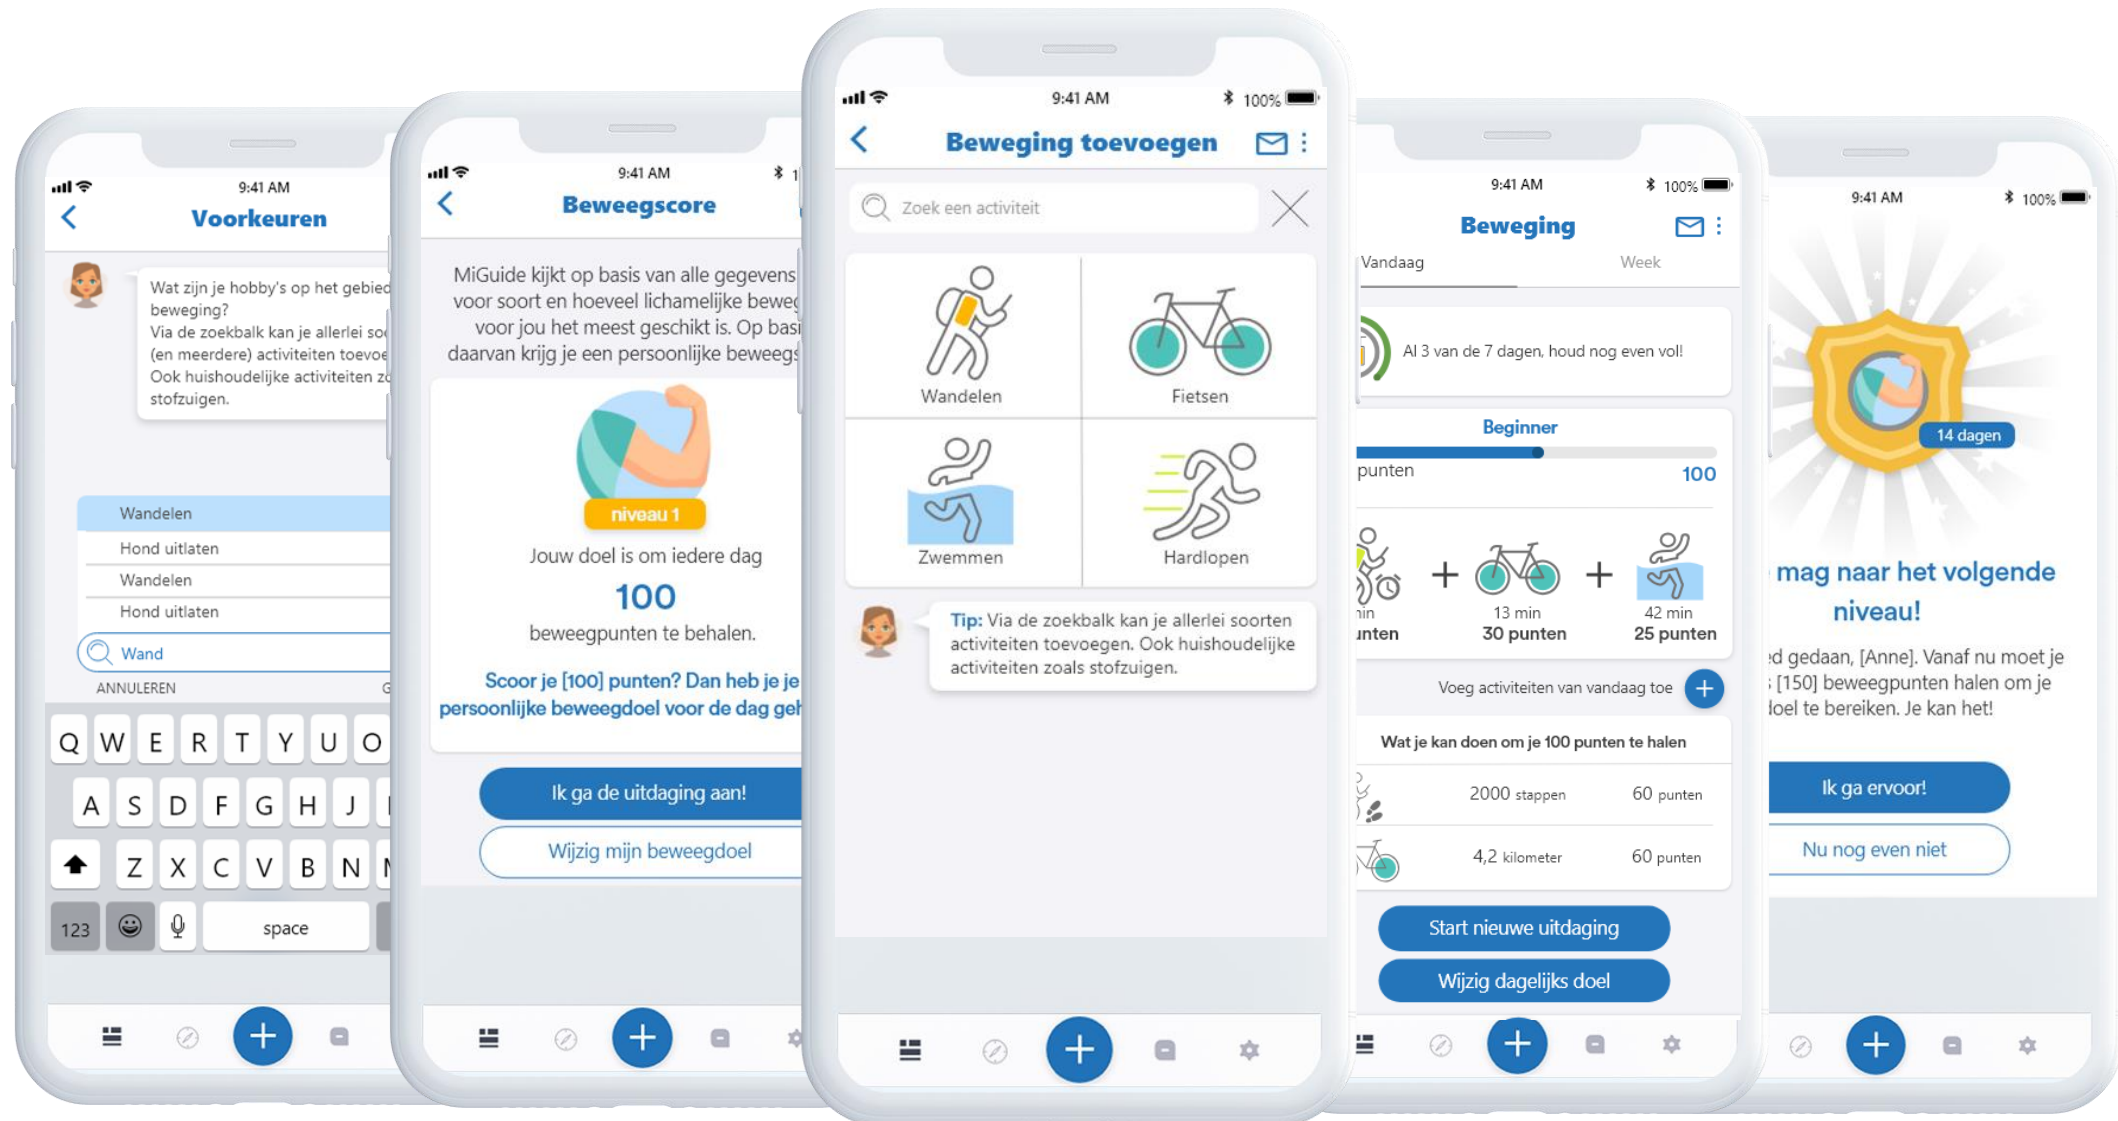 9:41 AM
Voorkeuren
Wat zijn je hobby's op het gebied
beweging?
Via de zoekbalk kan je allerlei
(en meerdere) activiteiten
Ook huishoudelijke activiteiten
stofzuigen.
Wandelen
Hond uitlaten
Wandelen
Hond uitlaten
Wand
ANNULEREN
Q W E R T Y U O
A S D F G H J
Z X C V B N
123 space
9:41 AM
Beweegscore
MiGuide kijkt op basis van alle gegevens
voor soort en hoeveel lichamelijke
voor jou het meest geschikt is. Op
daarvan krijg je een persoonlijke
niveau 1
Jouw doel is om iedere dag
100
beweegpunten te behalen.
Scoor je [100] punten? Dan heb je je
persoonlijke beweegdoel voor de dag
Ik ga de uitdaging aan!
Wijzig mijn beweegdoel
9:41 AM 100%
Beweging toevoegen
Zoek een activiteit
Wandelen Fietsen
Zwemmen Hardlopen
Tip: Via de zoekbalk kan je allerlei soorten
activiteiten toevoegen. Ook huishoudelijke
activiteiten zoals stofzuigen.
9:41 AM 100%
Beweging
Vandaag Week
Al 3 van de 7 dagen, houd nog even vol!
Beginner
punten 100
+ +
13 min 42 min
30 punten 25 punten
Voeg activiteiten van vandaag toe
Wat je kan doen om je 100 punten te halen
2000 stappen 60 punten
4,2 kilometer 60 punten
Start nieuwe uitdaging
Wijzig dagelijks doel
9:41 AM 100%
14 dagen
mag naar het volgende
niveau!
gedaan, [Anne]. Vanaf nu moet je
[150] beweegpunten halen om je
te bereiken. Je kan het!
Ik ga ervoor!
Nu nog even niet